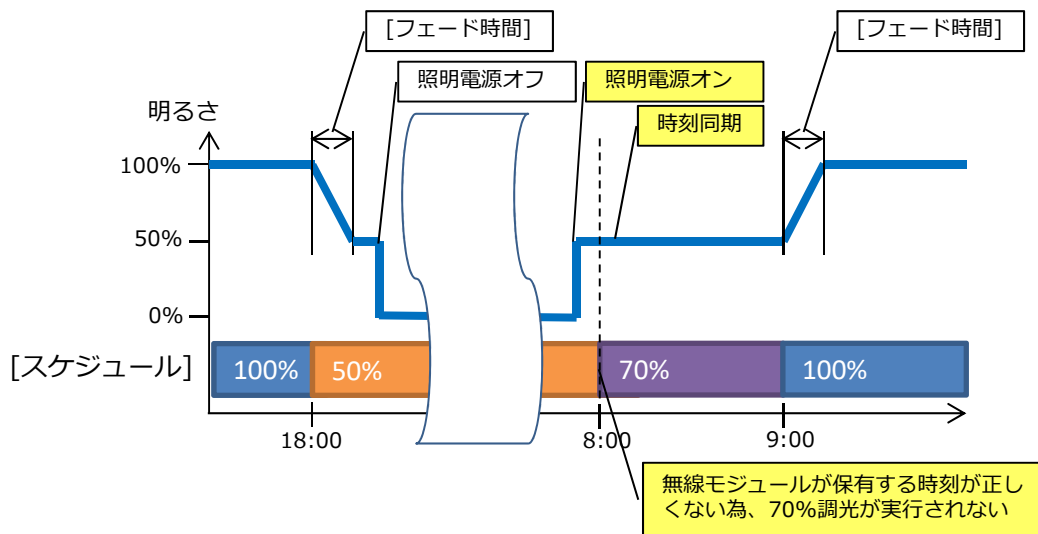 [フェード時間]
[フェード時間]
照明電源オフ
照明電源オン
時刻同期
明るさ
100%
50%
0%
[スケジュール]
100%
50%
70%
100%
18:00
8:00
9:00
無線モジュールが保有する時刻が正し
くない為、70%調光が実行されない